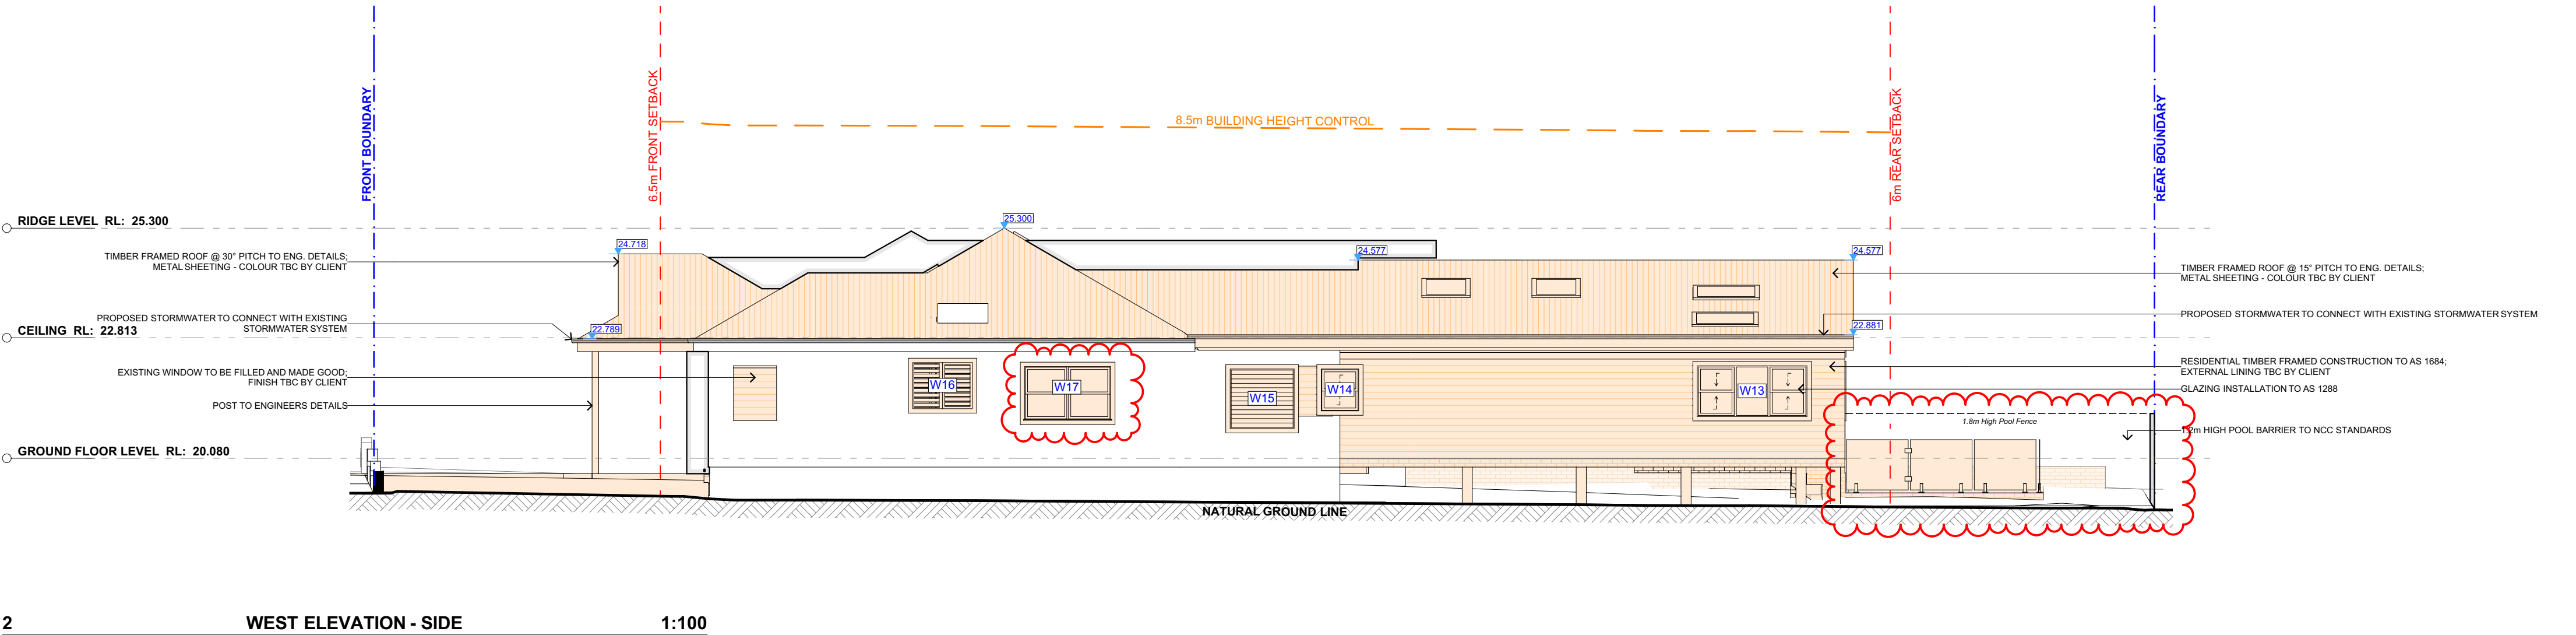 FRONT BOUNDARY
6.5m FRONT SETBACK
8.5m BUILDING HEIGHT CONTROL
6m REAR SETBACK
REAR BOUNDARY
RIDGE LEVEL RL: 25.300
25.300
24.718
24.577
24.577
TIMBER FRAMED ROOF @ 30° PITCH TO ENG. DETAILS;
METAL SHEETING - COLOUR TBC BY CLIENT
TIMBER FRAMED ROOF @ 15° PITCH TO ENG. DETAILS;
METAL SHEETING - COLOUR TBC BY CLIENT
PROPOSED STORMWATER TO CONNECT WITH EXISTING
STORMWATER SYSTEM
PROPOSED STORMWATER TO CONNECT WITH EXISTING STORMWATER SYSTEM
CEILING RL: 22.813
22.789
22.881
EXISTING WINDOW TO BE FILLED AND MADE GOOD;
FINISH TBC BY CLIENT
RESIDENTIAL TIMBER FRAMED CONSTRUCTION TO AS 1684;
EXTERNAL LINING TBC BY CLIENT
W16
W17
W15
W14
W13
GLAZING INSTALLATION TO AS 1288
POST TO ENGINEERS DETAILS
1.8m High Pool Fence
1.2m HIGH POOL BARRIER TO NCC STANDARDS
GROUND FLOOR LEVEL RL: 20.080
NATURAL GROUND LINE
2 WEST ELEVATION - SIDE 1:100